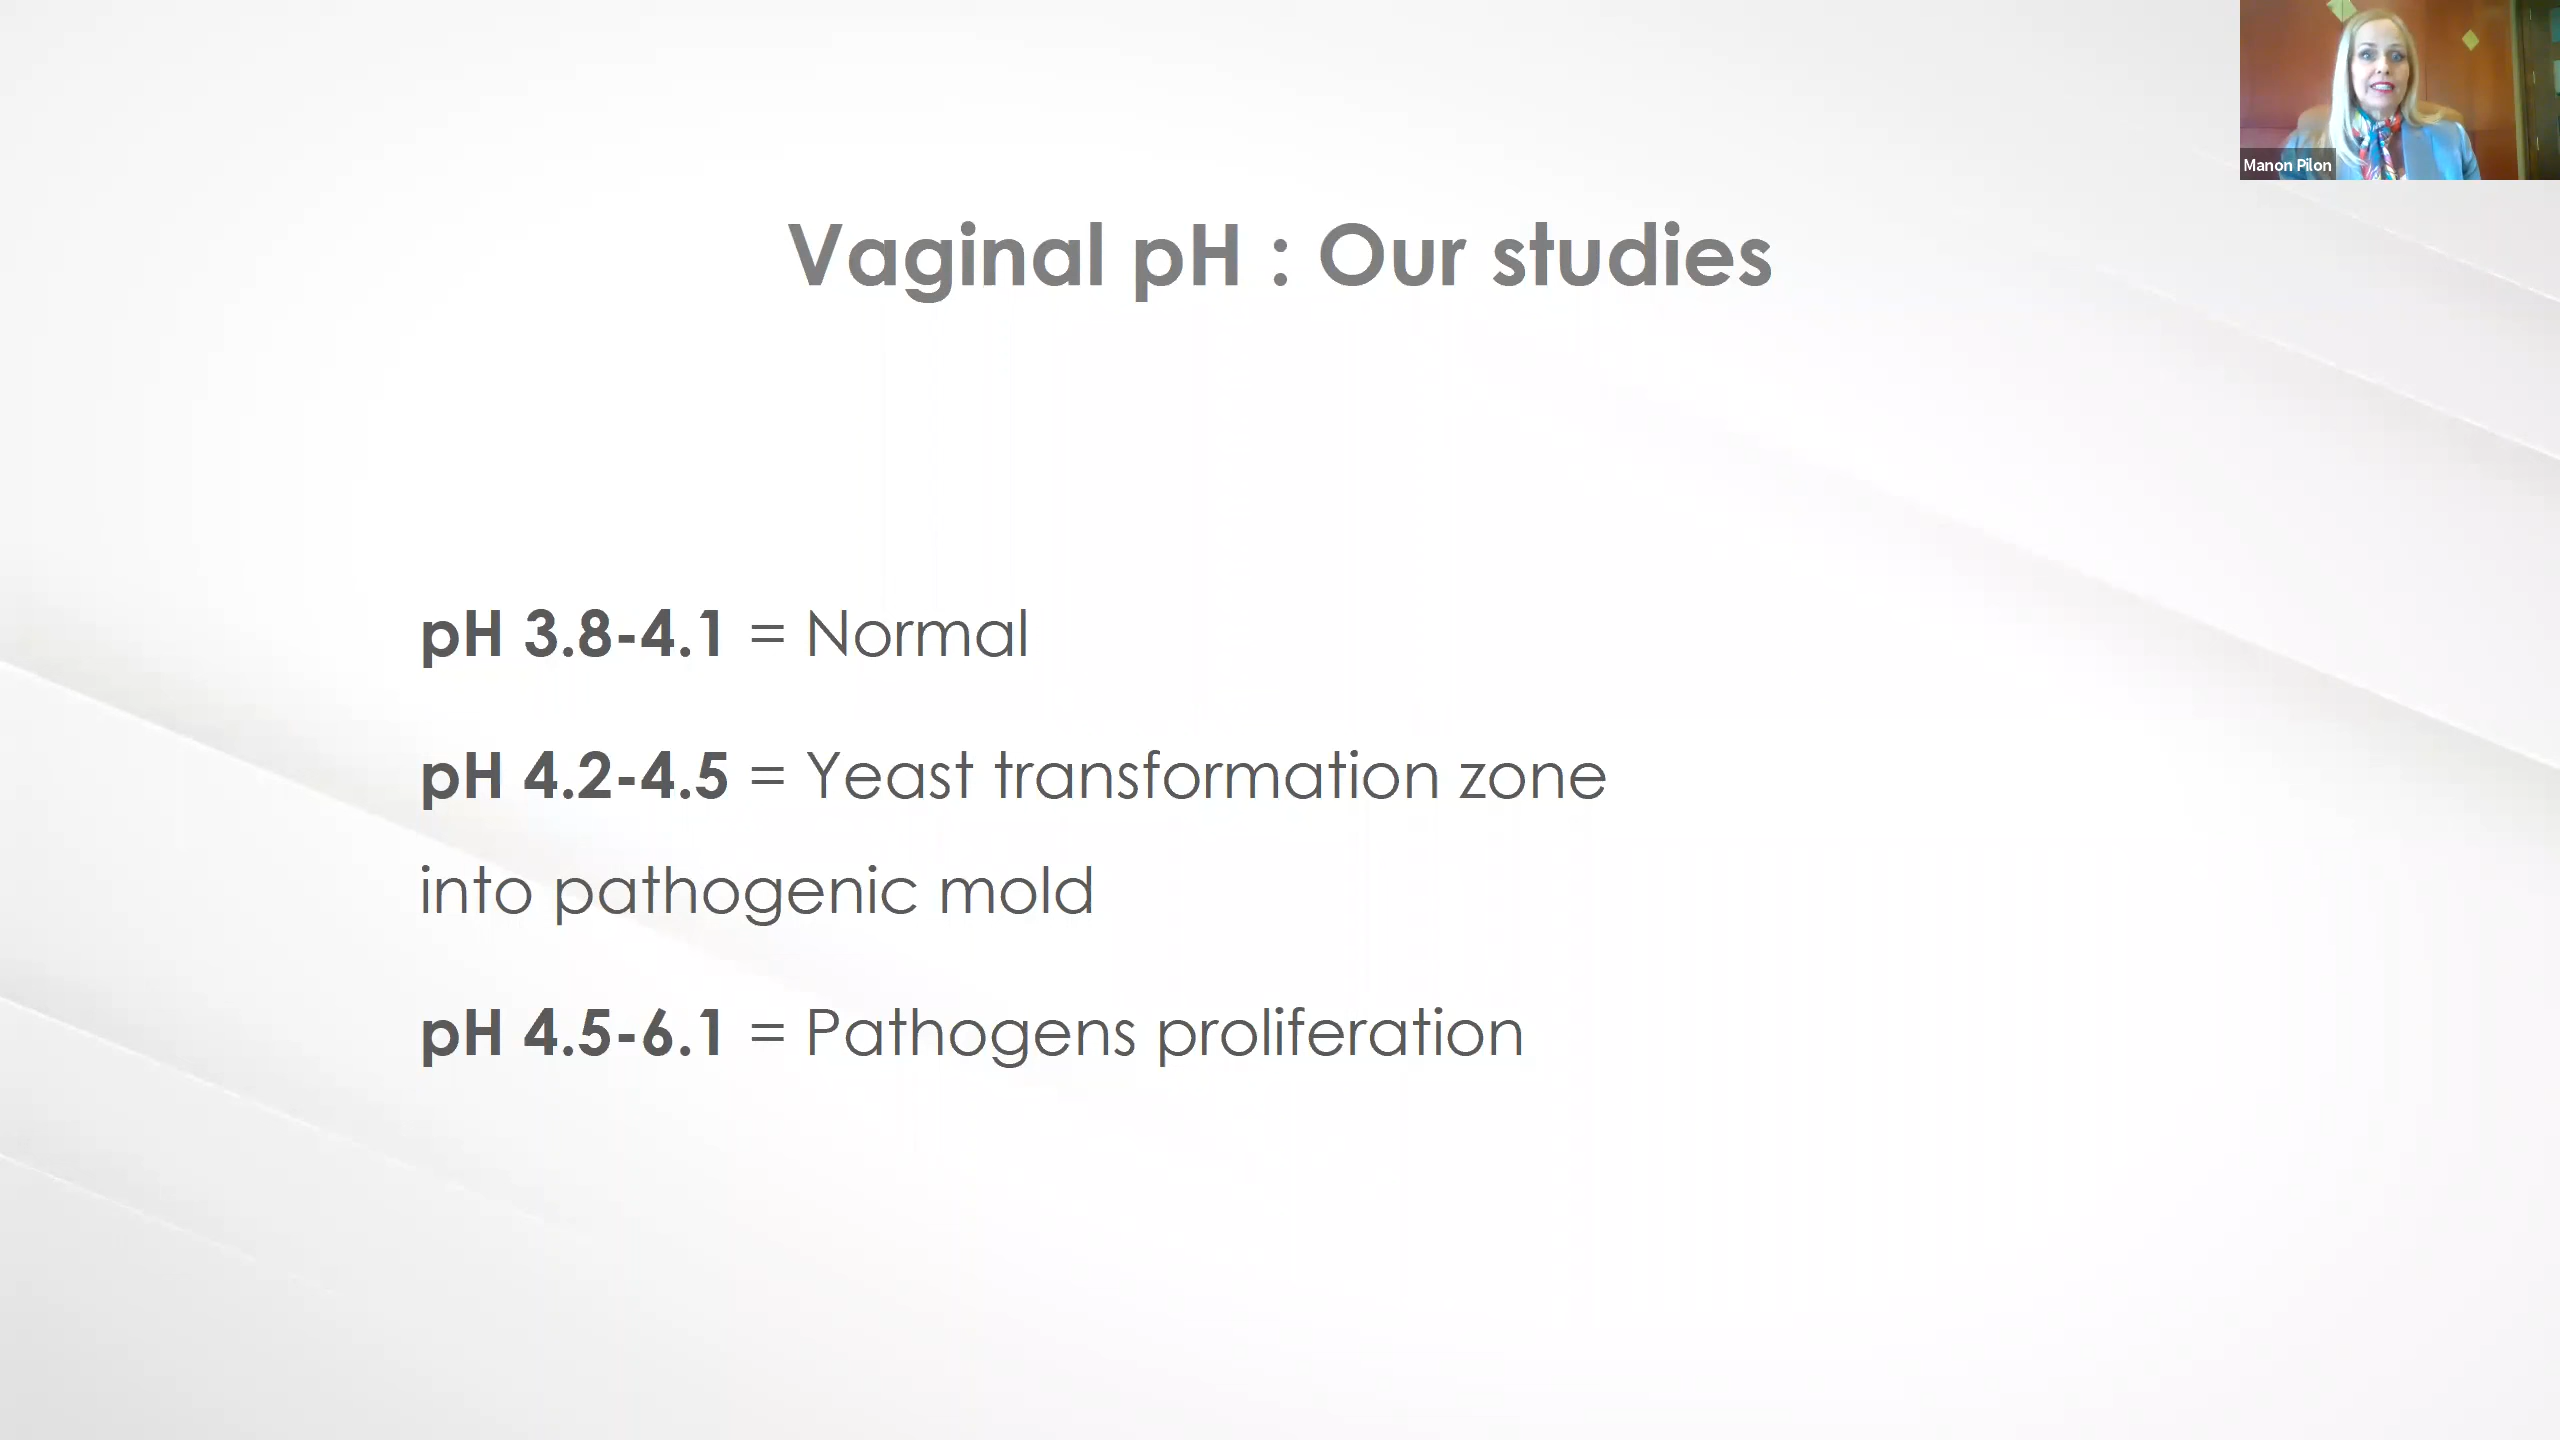 Manon Pilon
Vaginal pH : Our studies
pH 3.8-4.1 = Normal
pH 4.2-4.5 = Yeast transformation zone
into pathogenic mold
pH 4.5-6.1 = Pathogens proliferation